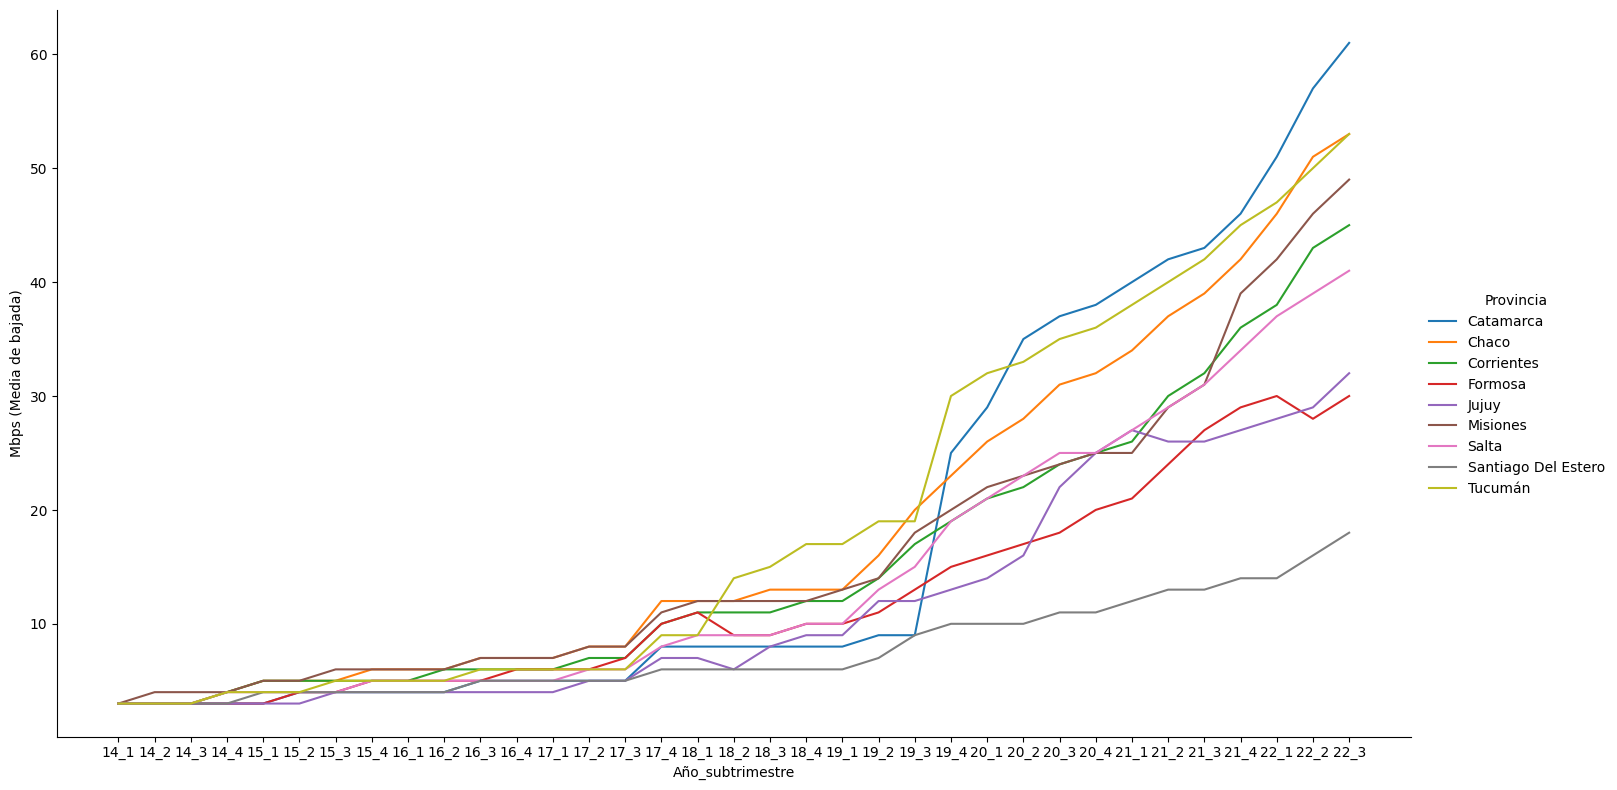 60
50
40
30
20
10
Mbps (Media de bajada)
14_1 14_2 14_3 14_4 15_1 15_2 15_3 15_4 16_1 16_2 16_3 16_4 17_1 17_2 17_3 17_4 18_1 18_2 18_3 18_4 19_1 19_2 19_3 19_4 20_1 20_2 20_3 20_4 21_1 21_2 21_3 21_4 22_1 22_2 22_3
Año_subtrimestre
Provincia
Catamarca
Chaco
Corrientes
Formosa
Jujuy
Misiones
Salta
Santiago Del Estero
Tucumán